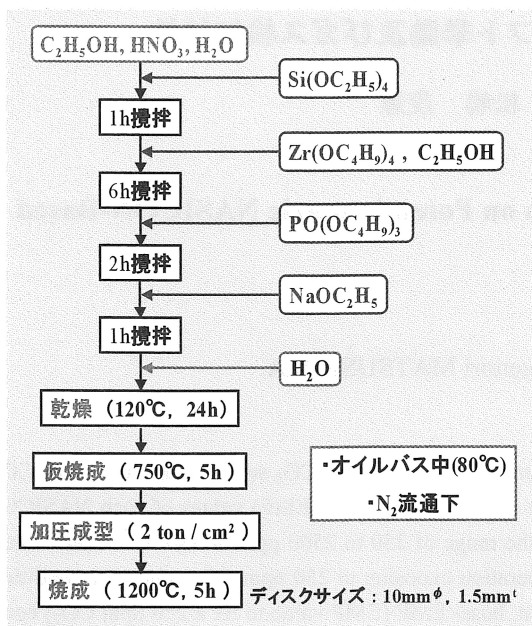 C₂H₅OH, HNO₃, H₂O
Si(OC₂H₅)₄
1h攪拌
Zr(OC₄H₉)₄ , C₂H₅OH
6h攪拌
PO(OC₄H₉)₃
2h攪拌
NaOC₂H₅
1h攪拌
H₂O
乾燥 (120℃, 24h)
仮焼成 (750℃, 5h)
・オイルバス中(80℃)
・N₂流通下
加圧成型 (2 ton / cm²)
焼成 (1200℃, 5h)
ディスクサイズ : 10mmᶲ, 1.5mmᵗ